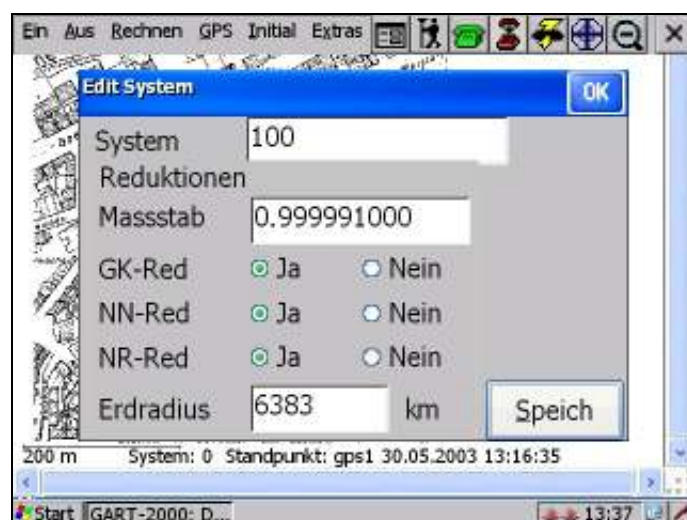 Ein Aus Rechnen GPS Initial Extras
Edit System OK
System 100
Reduktionen
Massstab 0.999991000
GK-Red Ja Nein
NN-Red Ja Nein
NR-Red Ja Nein
Erdradius 6383 km Speich
200 m System: 0 Standpunkt: gps1 30.05.2003 13:16:35
Start GART-2000: D... 13:37